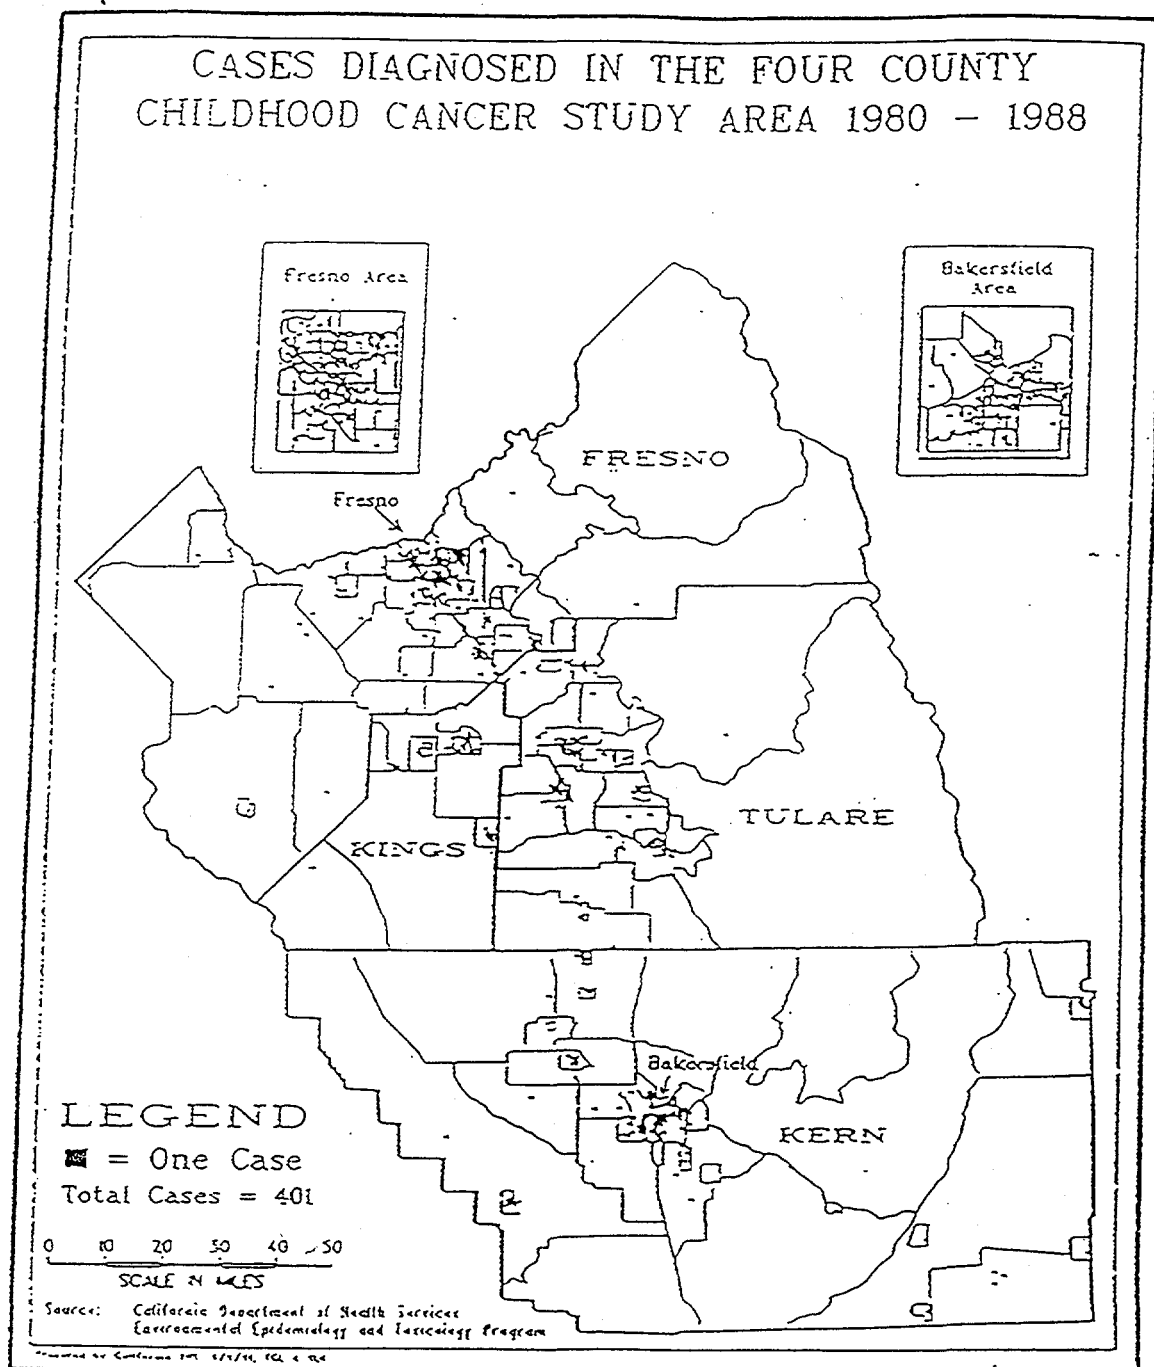 CASES DIAGNOSED IN THE FOUR COUNTY
CHILDHOOD CANCER STUDY AREA 1980 - 1988
Fresno Area
Bakersfield
Area
FRESNO
Fresno
TULARE
KINGS
Bakersfield
KERN
LEGEND
= One Case
Total Cases = 401
0 10 20 30 40 50
SCALE IN MILES
Source: California Department of Health Services
Environmental Epidemiology and Toxicology Program